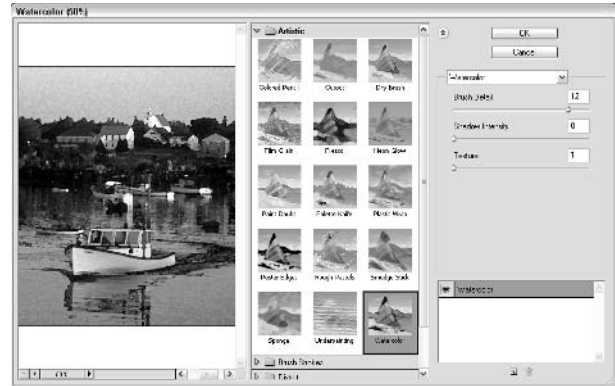 Watercolor (60%)
Artistic
OK
Cancel
Colored Pencil
Cutout
Dry Brush
Watercolor
Brush Detail
12
Film Grain
Fresco
Neon Glow
Shadow Intensity
0
Texture
1
Paint Daubs
Palette Knife
Plastic Wrap
Poster Edges
Rough Pastels
Smudge Stick
Watercolor
Sponge
Underpainting
Watercolor
Brush Strokes
Distort